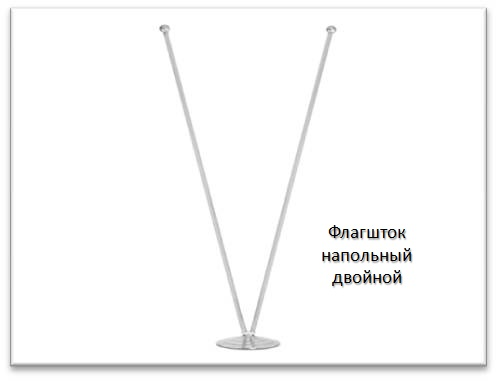 Флагшток
напольный
двойной